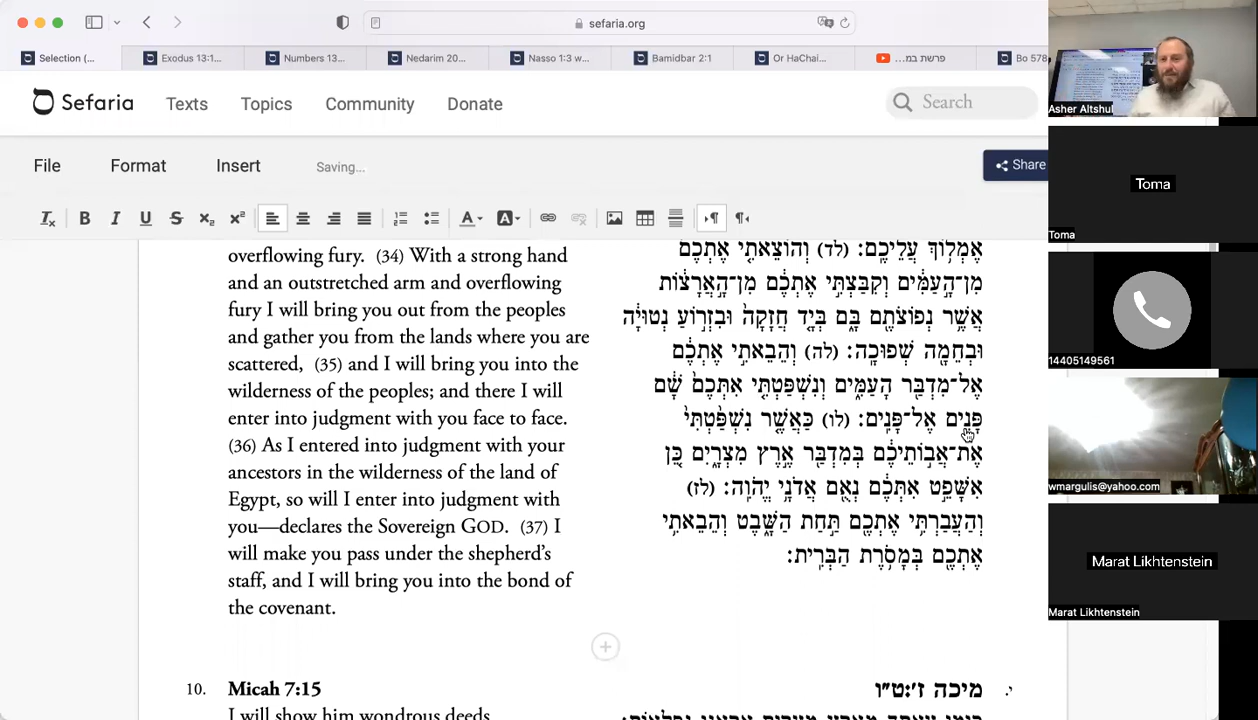 sefaria.org
Selection (...
Exodus 13:1...
Numbers 13...
Nedarim 20...
Nasso 1:3 w...
Bamidbar 2:1
Or HaChai...
פרשת במ...
Bo 578
Sefaria
Texts
Topics
Community
Donate
Search
File
Format
Insert
Saving...
Share
overflowing fury. (34) With a strong hand
and an outstretched arm and overflowing
fury I will bring you out from the peoples
and gather you from the lands where you are
scattered, (35) and I will bring you into the
wilderness of the peoples; and there I will
enter into judgment with you face to face.
(36) As I entered into judgment with your
ancestors in the wilderness of the land of
Egypt, so will I enter into judgment with
you—declares the Sovereign GOD. (37) I
will make you pass under the shepherd's
staff, and I will bring you into the bond of
the covenant.
אֶמְל֥וֹךְ עֲלֵיכֶֽם׃ (לד) וְהוֹצֵאתִ֤י אֶתְכֶם֙
מִן־הָ֣עַמִּ֔ים וְקִבַּצְתִּ֣י אֶתְכֶ֔ם מִן־הָ֣אֲרָצ֔וֹת
אֲשֶׁ֥ר נְפוֹצֹתֶ֖ם בָּ֑ם בְּיָ֤ד חֲזָקָה֙ וּבִזְר֣וֹעַ נְטוּיָ֔ה
וּבְחֵמָ֖ה שְׁפוּכָֽה׃ (לה) וְהֵבֵאתִ֣י אֶתְכֶ֔ם
אֶל־מִדְבַּ֖ר הָעַמִּ֑ים וְנִשְׁפַּטְתִּ֤י אִתְּכֶם֙ שָׁ֔ם
פָּנִ֖ים אֶל־פָּנִֽים׃ (לו) כַּאֲשֶׁ֤ר נִשְׁפַּ֙טְתִּי֙
אֶת־אֲב֣וֹתֵיכֶ֔ם בְּמִדְבַּ֖ר אֶ֣רֶץ מִצְרָ֑יִם כֵּ֚ן
אִשָּׁפֵ֣ט אִתְּכֶ֔ם נְאֻ֖ם אֲדֹנָ֥י יֱהֹוִֽה׃ (לז)
וְהַעֲבַרְתִּ֥י אֶתְכֶ֖ם תַּ֣חַת הַשָּׁ֑בֶט וְהֵבֵאתִ֥י
אֶתְכֶ֖ם בְּמָסֹ֥רֶת הַבְּרִֽית׃
10. Micah 7:15
I will show him wondrous deeds
מיכה ז׳:ט״ו
י.
Asher Altshul
Toma
Toma
14405149561
wmargulis@yahoo.com
Marat Likhtenstein
Marat Likhtenstein